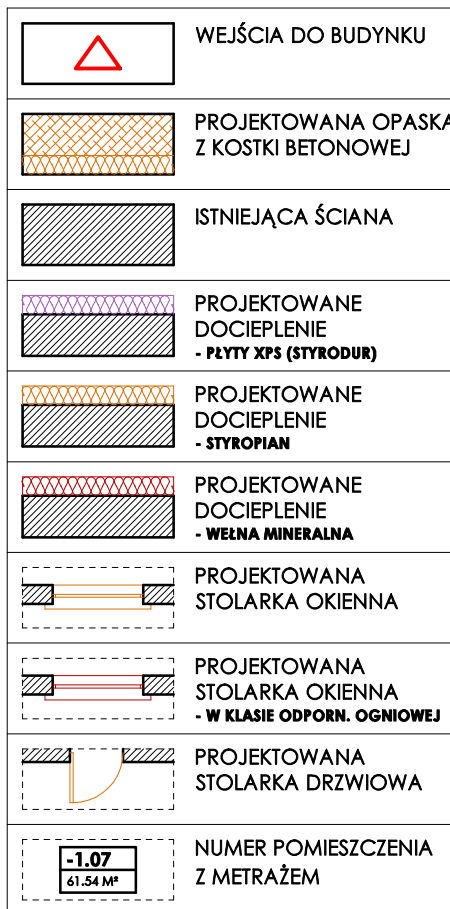 WEJŚCIA DO BUDYNKU
PROJEKTOWANA OPASKA
Z KOSTKI BETONOWEJ
ISTNIEJĄCA ŚCIANA
PROJEKTOWANE
DOCIEPLENIE
- PŁYTY XPS (STYRODUR)
PROJEKTOWANE
DOCIEPLENIE
- STYROPIAN
PROJEKTOWANE
DOCIEPLENIE
- WEŁNA MINERALNA
PROJEKTOWANA
STOLARKA OKIENNA
PROJEKTOWANA
STOLARKA OKIENNA
- W KLASIE ODPORN. OGNIOWEJ
PROJEKTOWANA
STOLARKA DRZWIOWA
-1.07
61.54 M²
NUMER POMIESZCZENIA
Z METRAŻEM